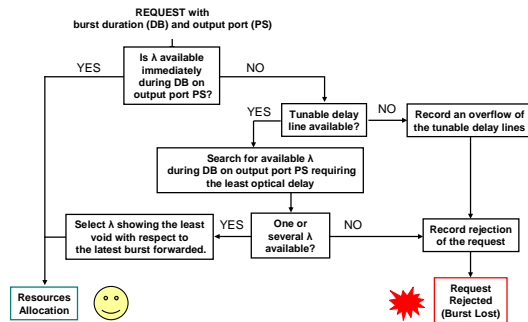 REQUEST with
burst duration (DB) and output port (PS)
Is λ available
immediately
during DB on
output port PS?
YES
NO
Tunable delay
line available?
YES
NO
Record an overflow of
the tunable delay lines
Search for available λ
during DB on output port PS requiring
the least optical delay
Select λ showing the least
void with respect to
the latest burst forwarded.
YES
One or
several λ
available?
NO
Record rejection
of the request
Resources
Allocation
Request
Rejected
(Burst Lost)